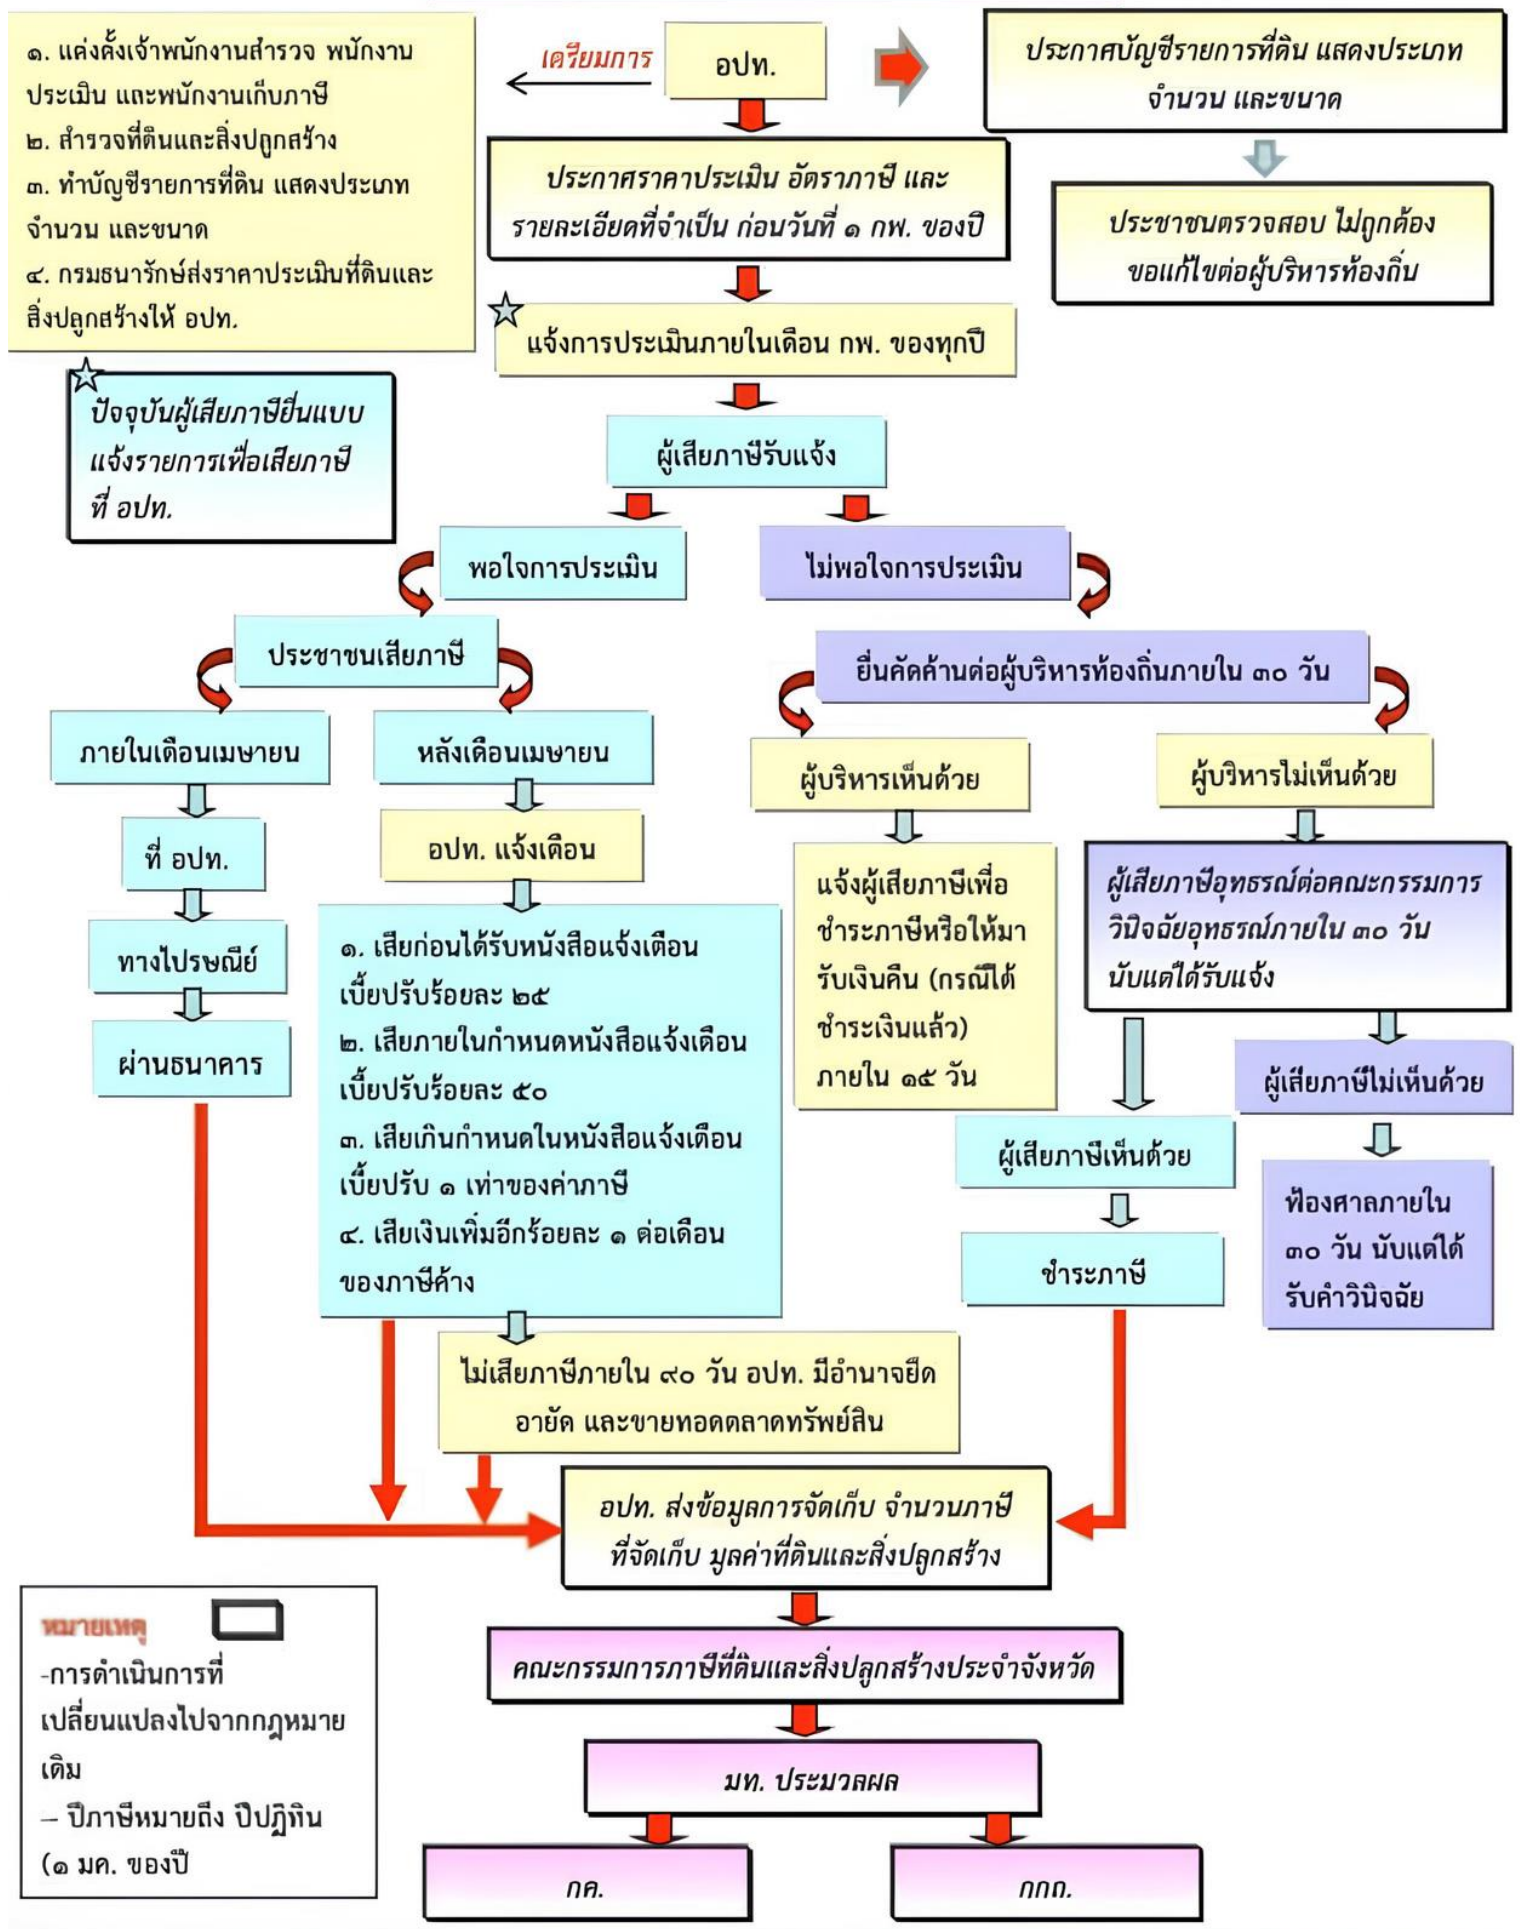 ๑. แต่งตั้งเจ้าพนักงานสำรวจ พนักงาน
ประเมิน และพนักงานเก็บภาษี
๒. สำรวจที่ดินและสิ่งปลูกสร้าง
๓. ทำบัญชีรายการที่ดิน แสดงประเภท
จำนวน และขนาด
๔. กรมธนารักษ์ส่งราคาประเมินที่ดินและ
สิ่งปลูกสร้างให้ อปท.
เตรียมการ
อปท.
ประกาศบัญชีรายการที่ดิน แสดงประเภท
จำนวน และขนาด
ประกาศราคาประเมิน อัตราภาษี และ
รายละเอียดที่จำเป็น ก่อนวันที่ ๑ กพ. ของปี
ประชาชนตรวจสอบ ไม่ถูกต้อง
ขอแก้ไขต่อผู้บริหารท้องถิ่น
แจ้งการประเมินภายในเดือน กพ. ของทุกปี
ปัจจุบันผู้เสียภาษียื่นแบบ
แจ้งรายการเพื่อเสียภาษี
ที่ อปท.
ผู้เสียภาษีรับแจ้ง
พอใจการประเมิน
ไม่พอใจการประเมิน
ประชาชนเสียภาษี
ยื่นคัดค้านต่อผู้บริหารท้องถิ่นภายใน ๓๐ วัน
ภายในเดือนเมษายน
หลังเดือนเมษายน
ผู้บริหารเห็นด้วย
ผู้บริหารไม่เห็นด้วย
ที่ อปท.
ทางไปรษณีย์
ผ่านธนาคาร
อปท. แจ้งเตือน
๑. เสียก่อนได้รับหนังสือแจ้งเตือน
เบี้ยปรับร้อยละ ๒๕
๒. เสียภายในกำหนดหนังสือแจ้งเตือน
เบี้ยปรับร้อยละ ๕๐
๓. เสียเกินกำหนดในหนังสือแจ้งเตือน
เบี้ยปรับ ๑ เท่าของค่าภาษี
๔. เสียเงินเพิ่มอีกร้อยละ ๑ ต่อเดือน
ของภาษีค้าง
แจ้งผู้เสียภาษีเพื่อ
ชำระภาษีหรือให้มา
รับเงินคืน (กรณีได้
ชำระเงินแล้ว)
ภายใน ๑๕ วัน
ผู้เสียภาษีอุทธรณ์ต่อคณะกรรมการ
วินิจฉัยอุทธรณ์ภายใน ๓๐ วัน
นับแต่ได้รับแจ้ง
ผู้เสียภาษีเห็นด้วย
ชำระภาษี
ผู้เสียภาษีไม่เห็นด้วย
ฟ้องศาลภายใน
๓๐ วัน นับแต่ได้
รับคำวินิจฉัย
ไม่เสียภาษีภายใน ๙๐ วัน อปท. มีอำนาจยึด
อายัด และขายทอดตลาดทรัพย์สิน
อปท. ส่งข้อมูลการจัดเก็บ จำนวนภาษี
ที่จัดเก็บ มูลค่าที่ดินและสิ่งปลูกสร้าง
คณะกรรมการภาษีที่ดินและสิ่งปลูกสร้างประจำจังหวัด
มท. ประมวลผล
กค.
กกถ.
หมายเหตุ
-การดำเนินการที่
เปลี่ยนแปลงไปจากกฎหมาย
เดิม
– ปีภาษีหมายถึง ปีปฏิทิน
(๑ มค. ของปี